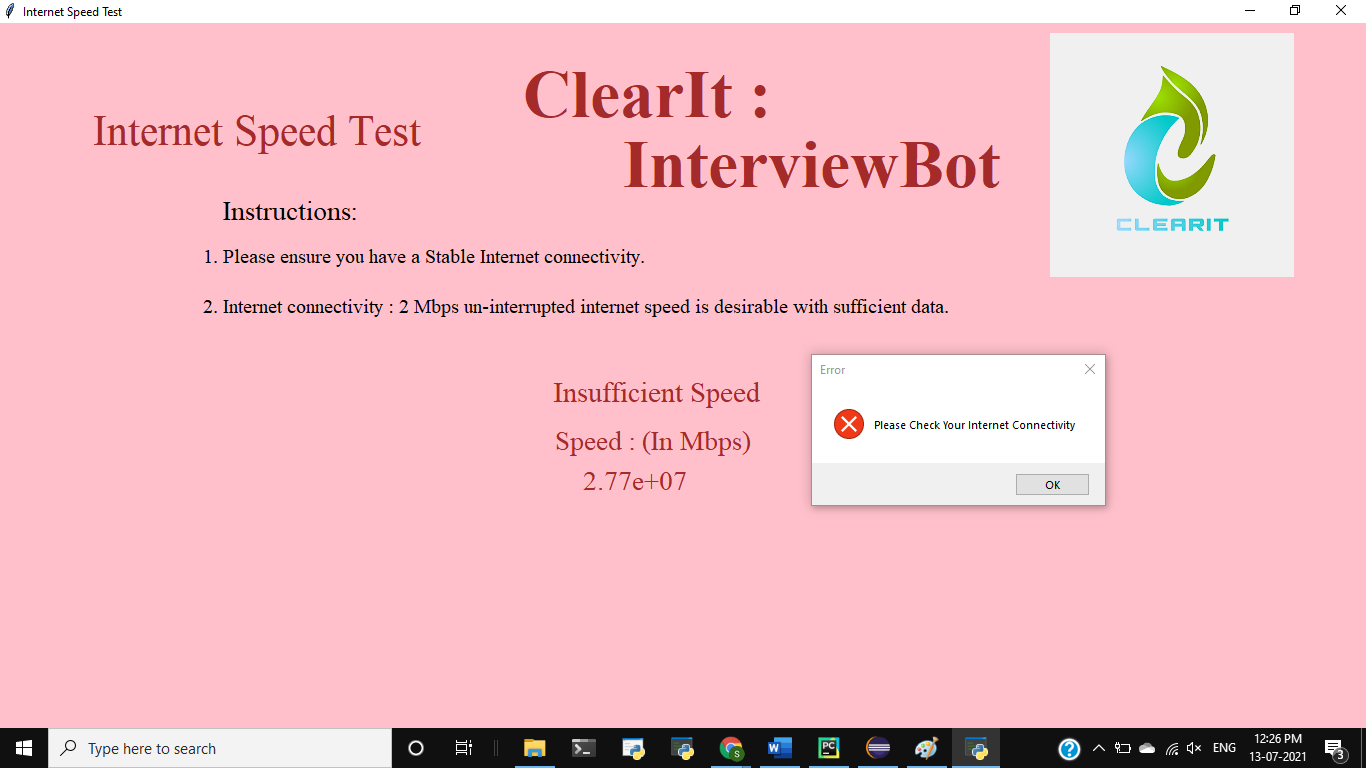 Internet Speed Test
ClearIt :
InterviewBot
Internet Speed Test
CLEARIT
Instructions:
1. Please ensure you have a Stable Internet connectivity.
2. Internet connectivity : 2 Mbps un-interrupted internet speed is desirable with sufficient data.
Insufficient Speed
Speed : (In Mbps)
2.77e+07
Error
Please Check Your Internet Connectivity
OK
Type here to search
S
W
PC
?
ENG
12:26 PM
13-07-2021
3